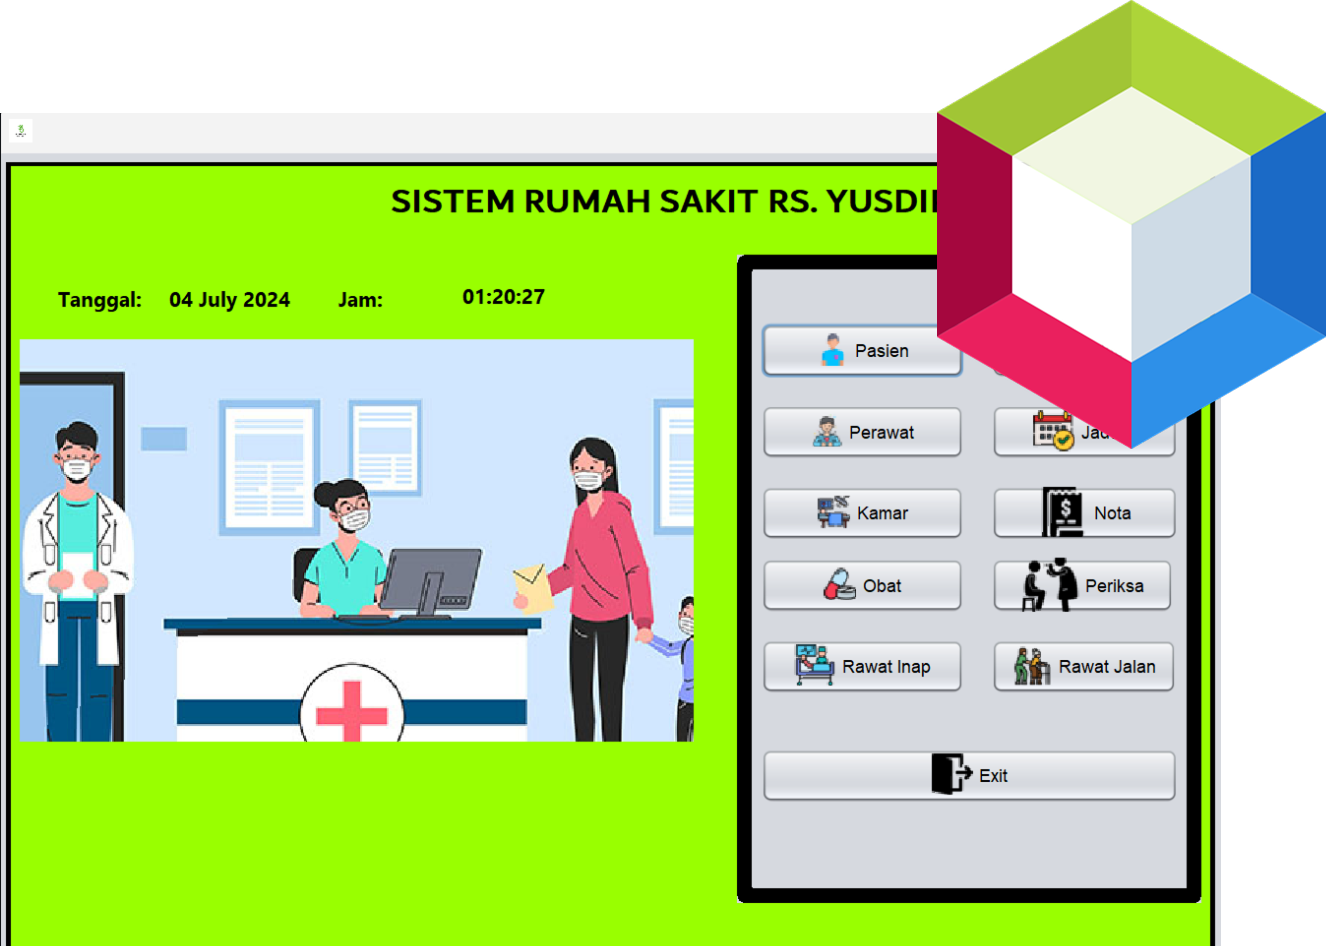 SISTEM RUMAH SAKIT RS.
Tanggal: 04 July 2024 Jam: 01:20:27
Pasien
Perawat
Kamar Nota
Obat Periksa
Rawat Inap Rawat Jalan
Exit